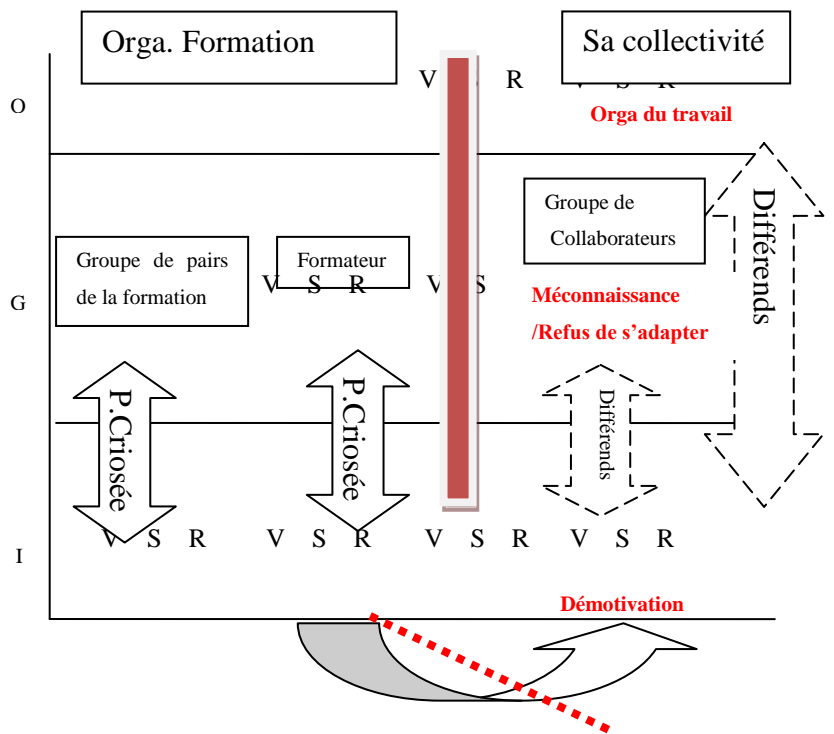 Orga. Formation
Sa collectivité
V S R V S R
O
Orga du travail
Différends
Groupe de
Collaborateurs
Groupe de pairs
de la formation
Formateur
V S R V S
G
Méconnaissance
/Refus de s’adapter
P.Criosée
P.Criosée
Différends
V S R V S R V S R V S R
I
Démotivation